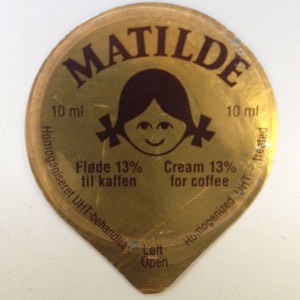 MATILDE
10 ml
10 ml
Fløde 13%
til kaffen
Cream 13%
for coffee
Homogeniseret UHT-behandlet
Homogenized UHT - treated
Løft
Open